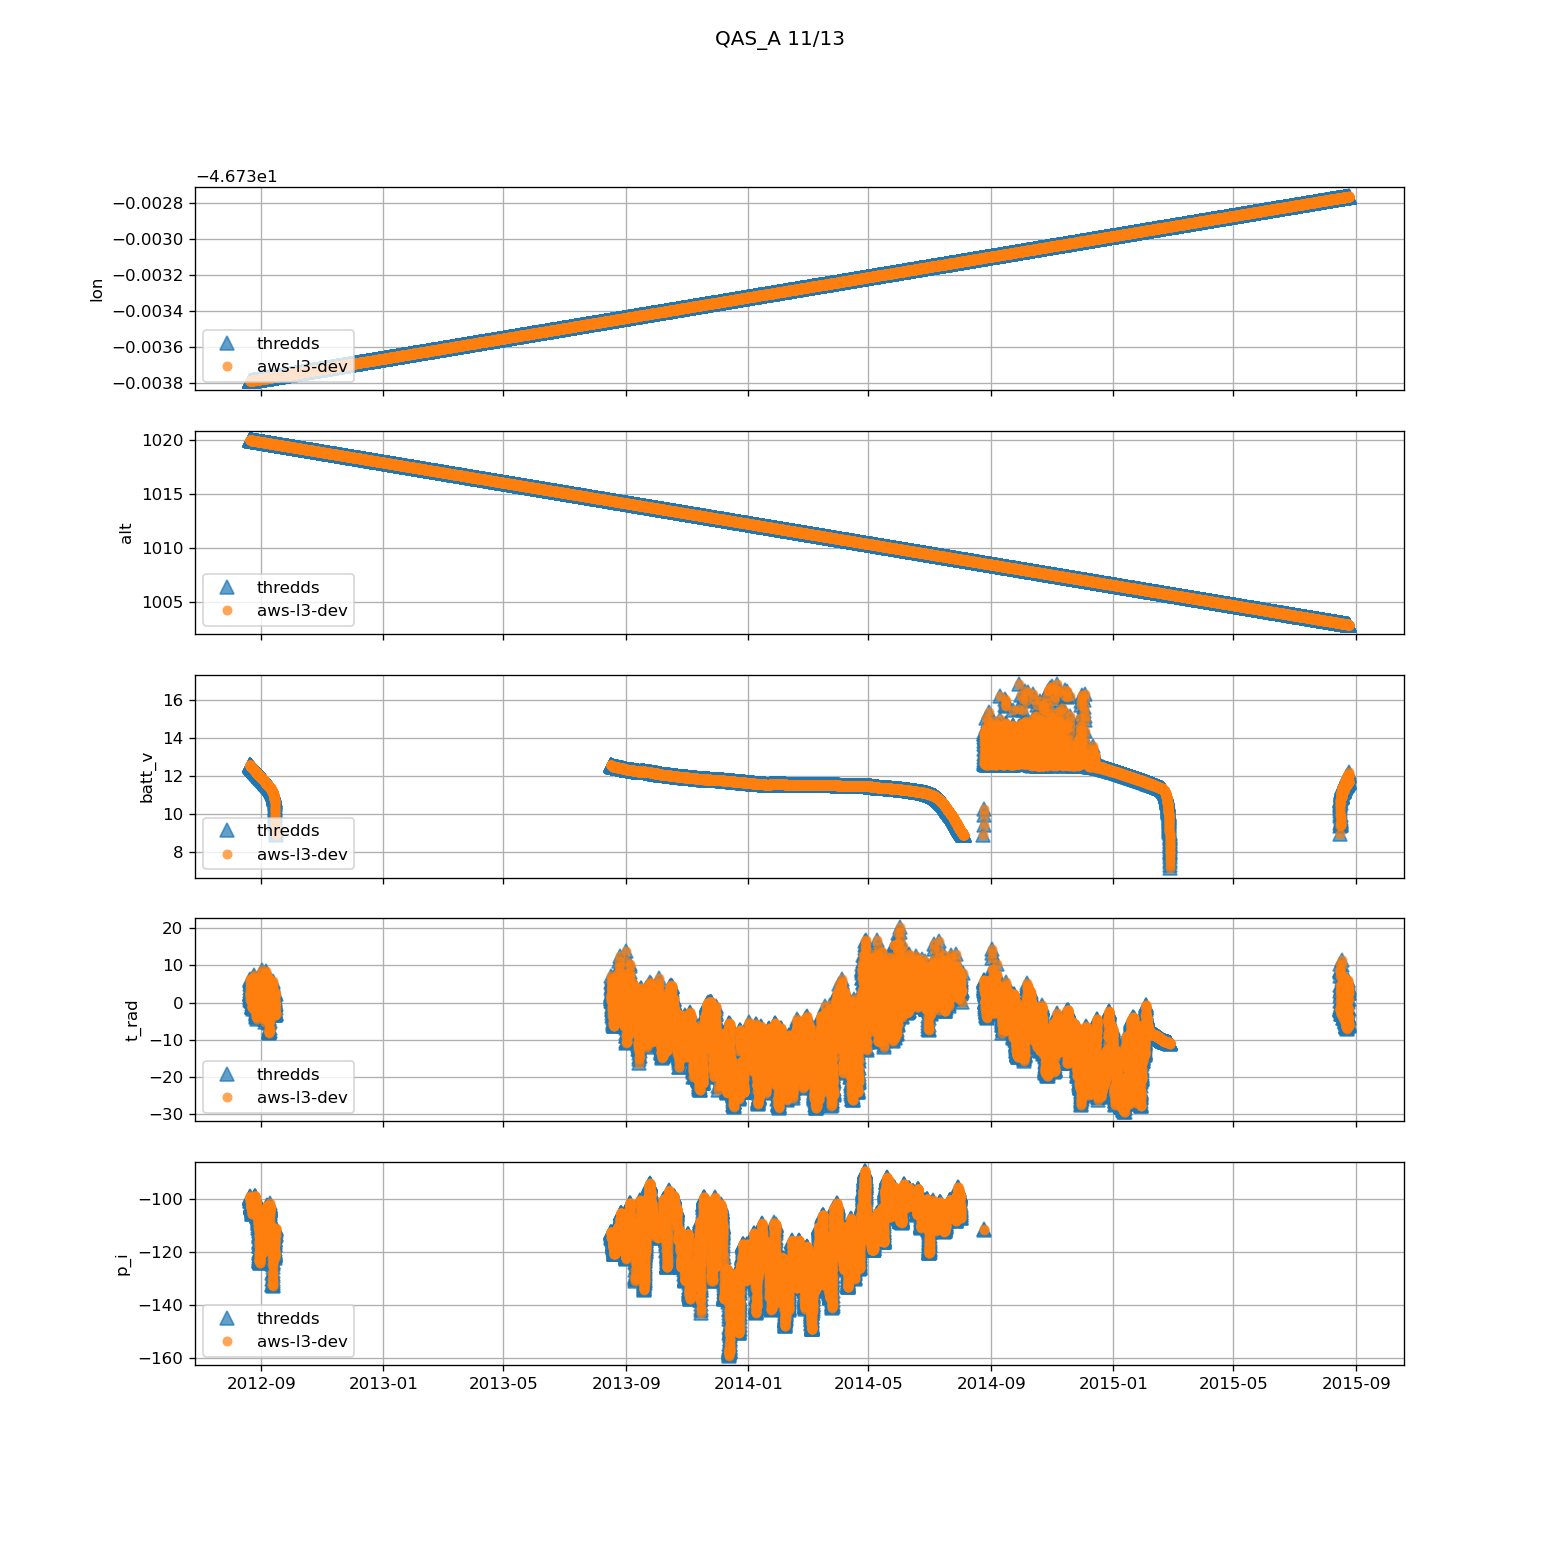 QAS_A 11/13
−4.673e1
−0.0028
−0.0030
−0.0032
−0.0034
−0.0036
−0.0038
lon
thredds
aws-l3-dev
1020
1015
1010
1005
alt
thredds
aws-l3-dev
16
14
12
10
8
batt_v
thredds
aws-l3-dev
20
10
0
−10
−20
−30
t_rad
thredds
aws-l3-dev
−100
−120
−140
−160
p_i
thredds
aws-l3-dev
2012-09 2013-01 2013-05 2013-09 2014-01 2014-05 2014-09 2015-01 2015-05 2015-09